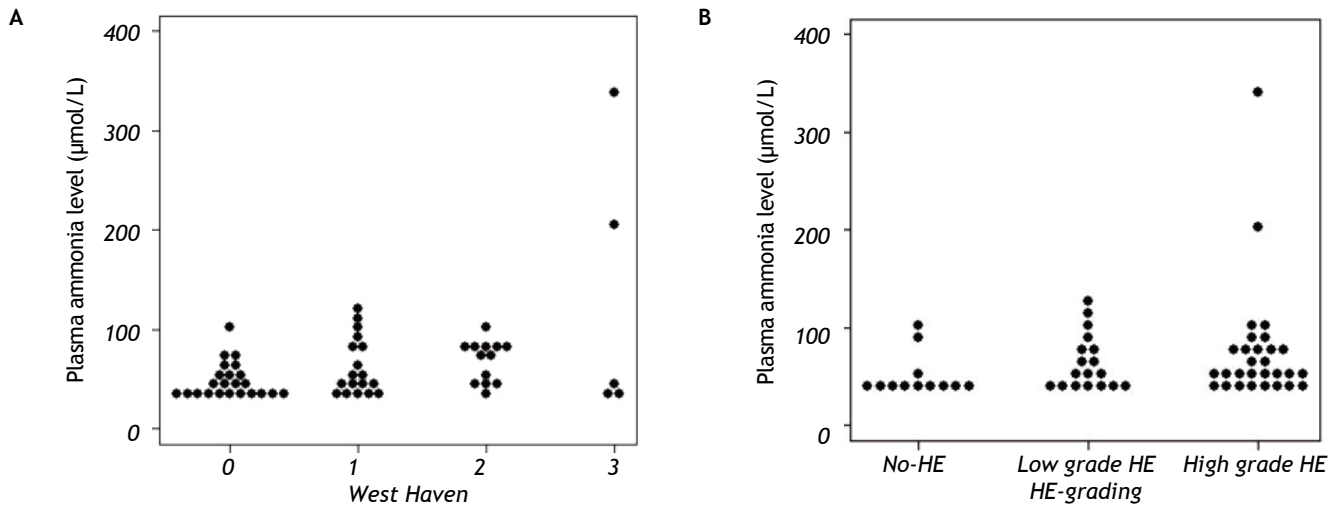 A
Plasma ammonia level (μmol/L)
400
300
200
100
0
0 1 2 3
West Haven
B
Plasma ammonia level (μmol/L)
400
300
200
100
0
No-HE Low grade HE High grade HE
HE-grading